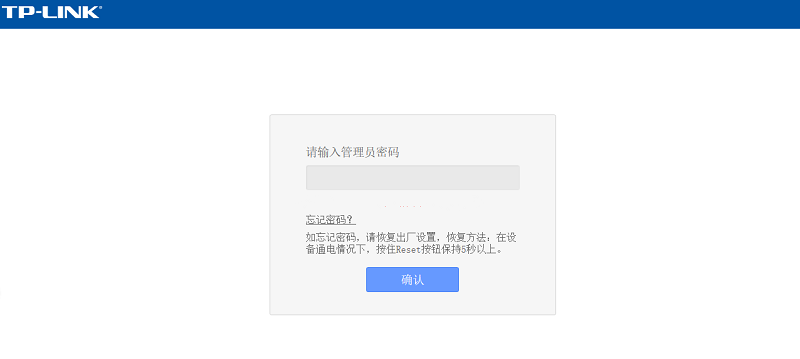 TP-LINK®
请输入管理员密码
忘记密码？
如忘记密码，请恢复出厂设置，恢复方法：在设
备通电情况下，按住Reset按钮保持5秒以上。
确认